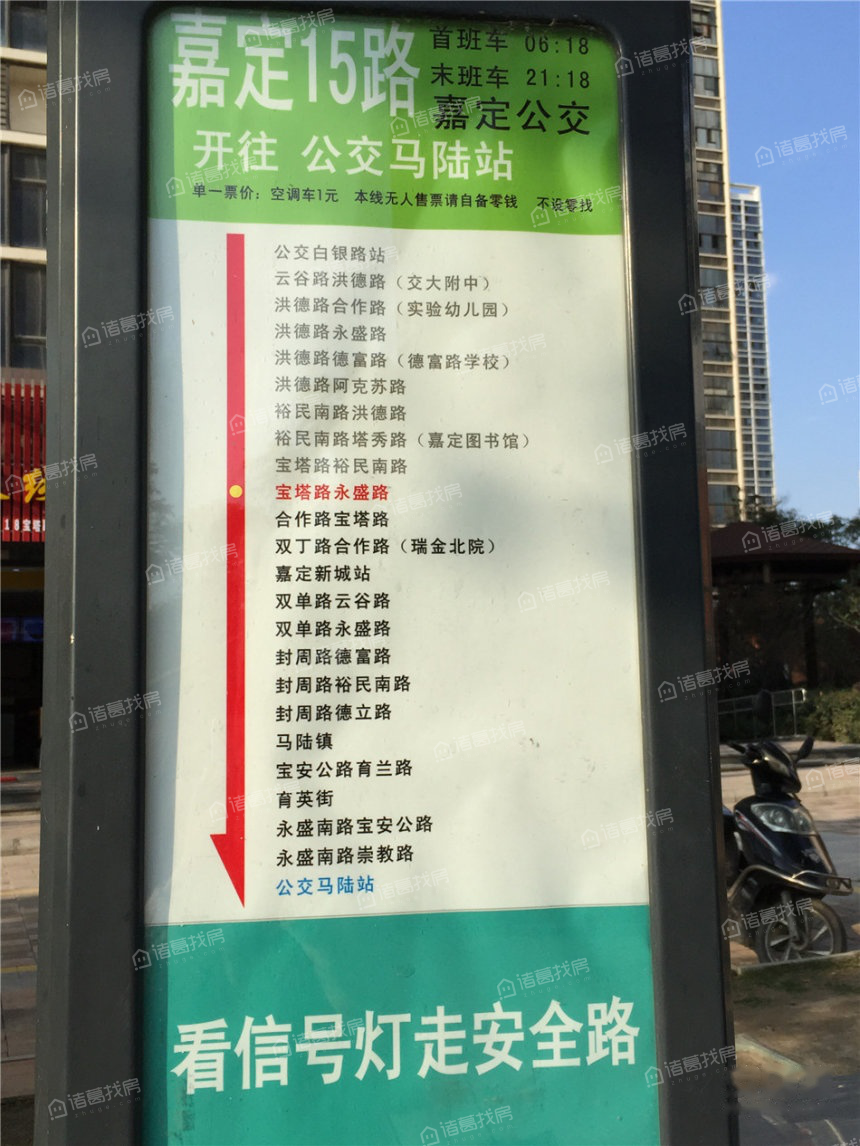 嘉定15路
首班车 06:18
末班车 21:18
嘉定公交
开往 公交马陆站
单一票价：空调车1元 本线无人售票请自备零钱 不设零找
公交白银路站
云谷路洪德路（交大附中）
洪德路合作路（实验幼儿园）
洪德路永盛路
洪德路德富路（德富路学校）
洪德路阿克苏路
裕民南路洪德路
裕民南路塔秀路（嘉定图书馆）
宝塔路裕民南路
宝塔路永盛路
合作路宝塔路
双丁路合作路（瑞金北院）
嘉定新城站
双单路云谷路
双单路永盛路
封周路德富路
封周路裕民南路
封周路德立路
马陆镇
宝安公路育兰路
育英街
永盛南路宝安公路
永盛南路崇教路
公交马陆站
看信号灯走安全路
诸葛找房